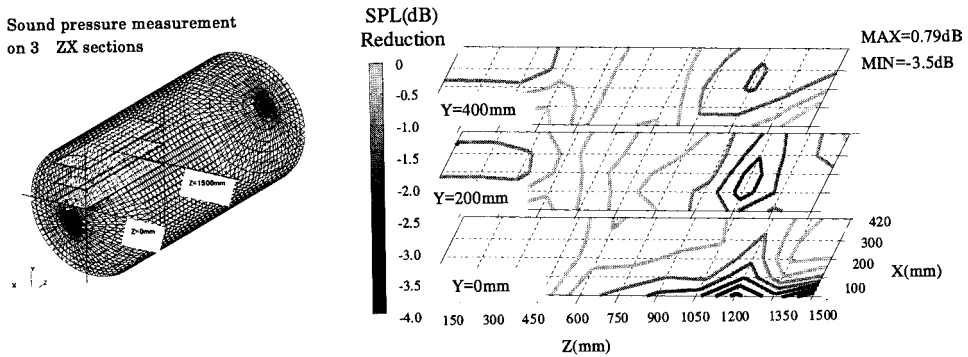 Sound pressure measurement
on 3 ZX sections
Z=1500mm
Z=0mm
Y
X
Z
SPL(dB)
Reduction
0
-0.5
-1.0
-1.5
-2.0
-2.5
-3.0
-3.5
-4.0
MAX=0.79dB
MIN=-3.5dB
Y=400mm
Y=200mm
Y=0mm
420
300
200
100
X(mm)
150 300 450 600 750 900 1050 1200 1350 1500
Z(mm)